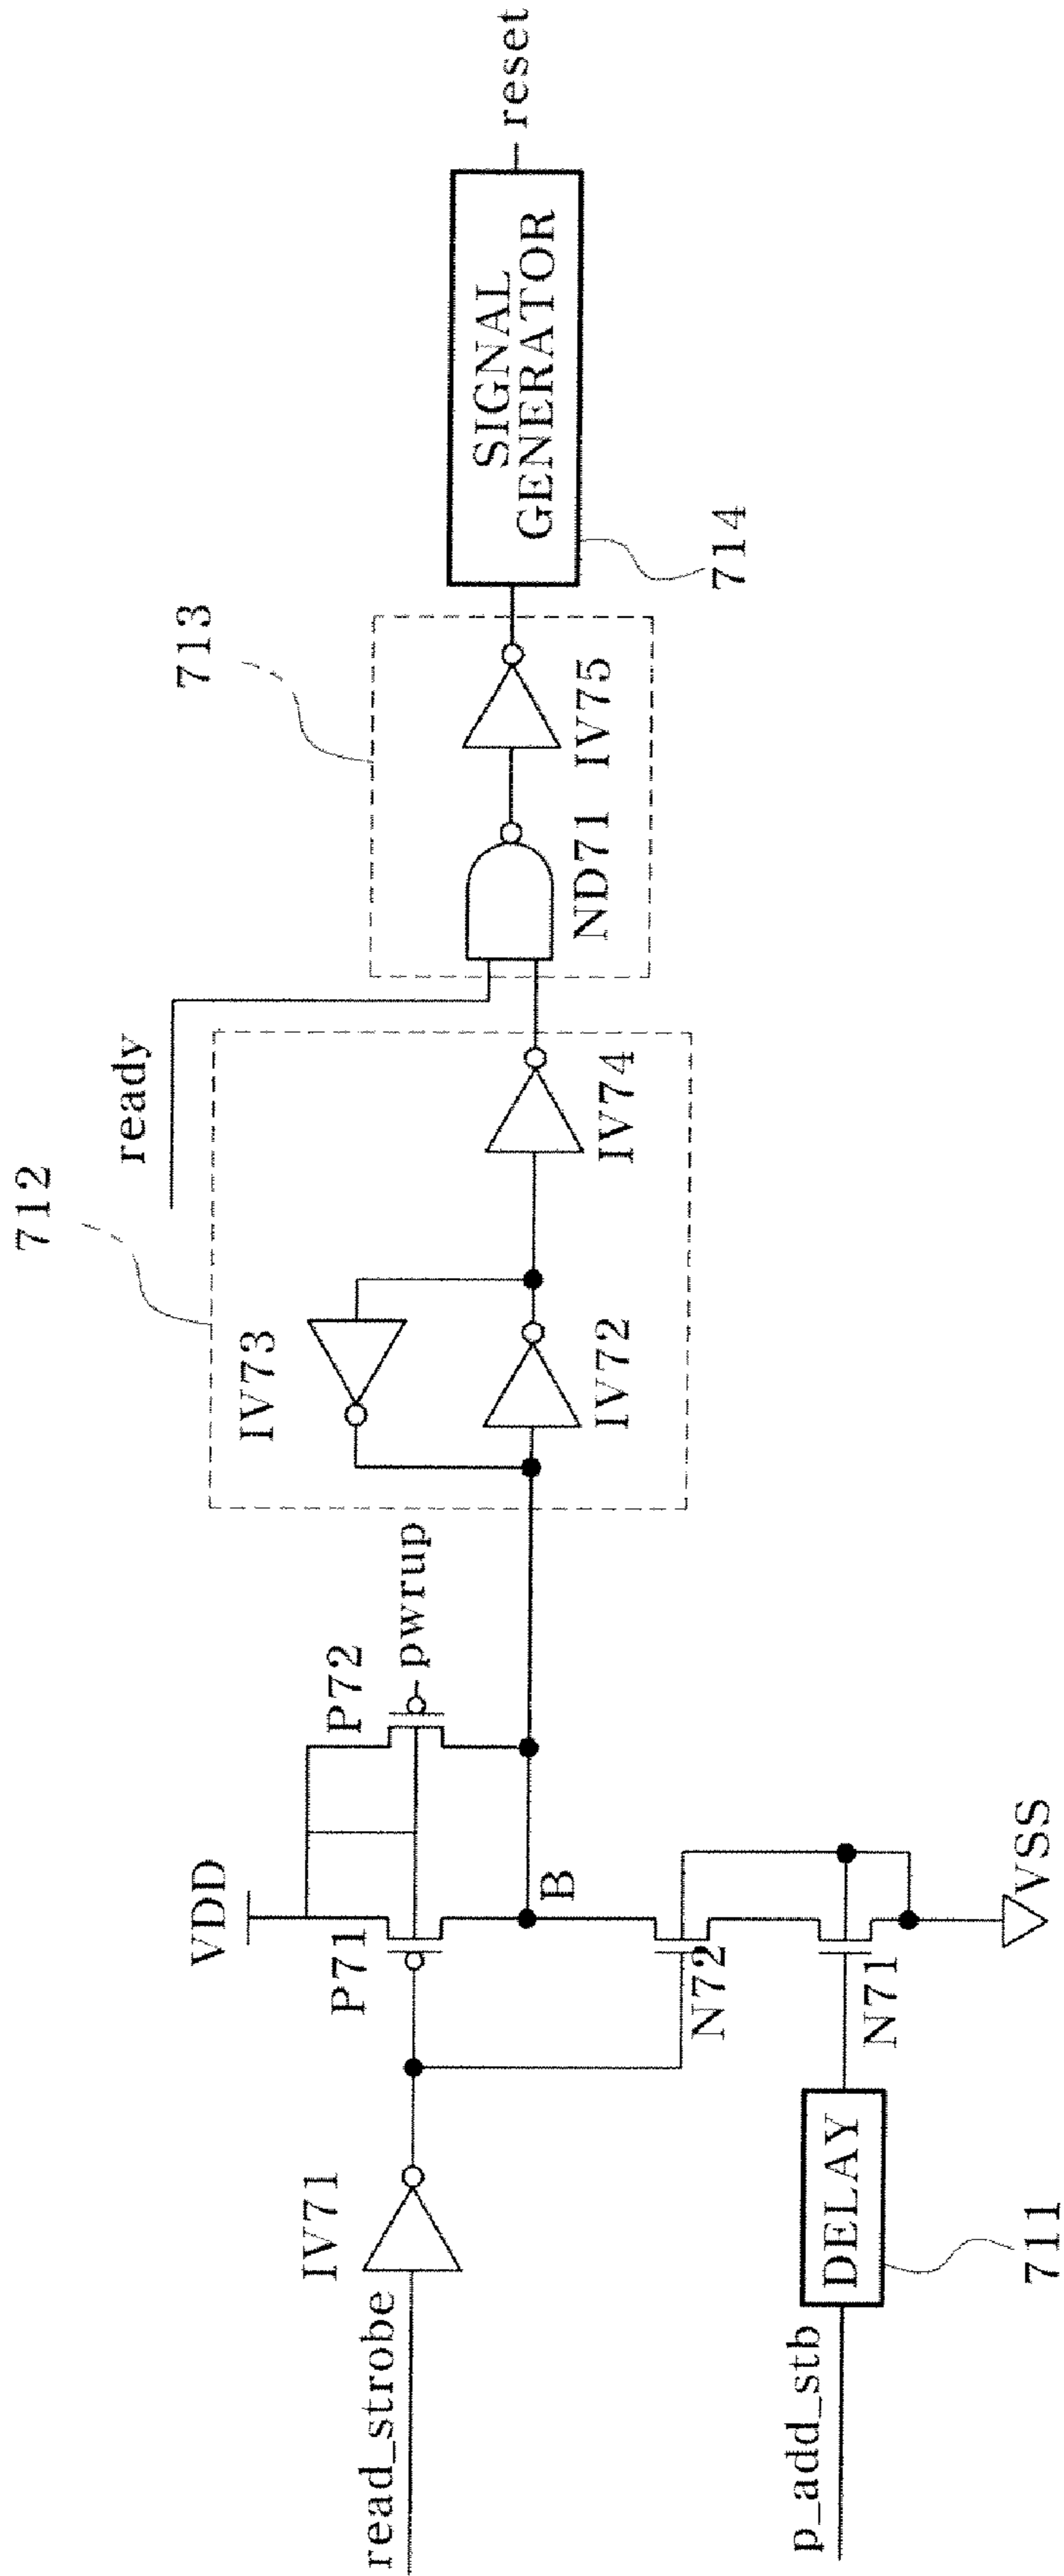 read_strobe
IV71
p_add_stb
DELAY
711
VDD
P71
P72
pwrup
B
N72
N71
VSS
712
IV73
IV72
IV74
ready
713
ND71
IV75
SIGNAL
GENERATOR
714
reset